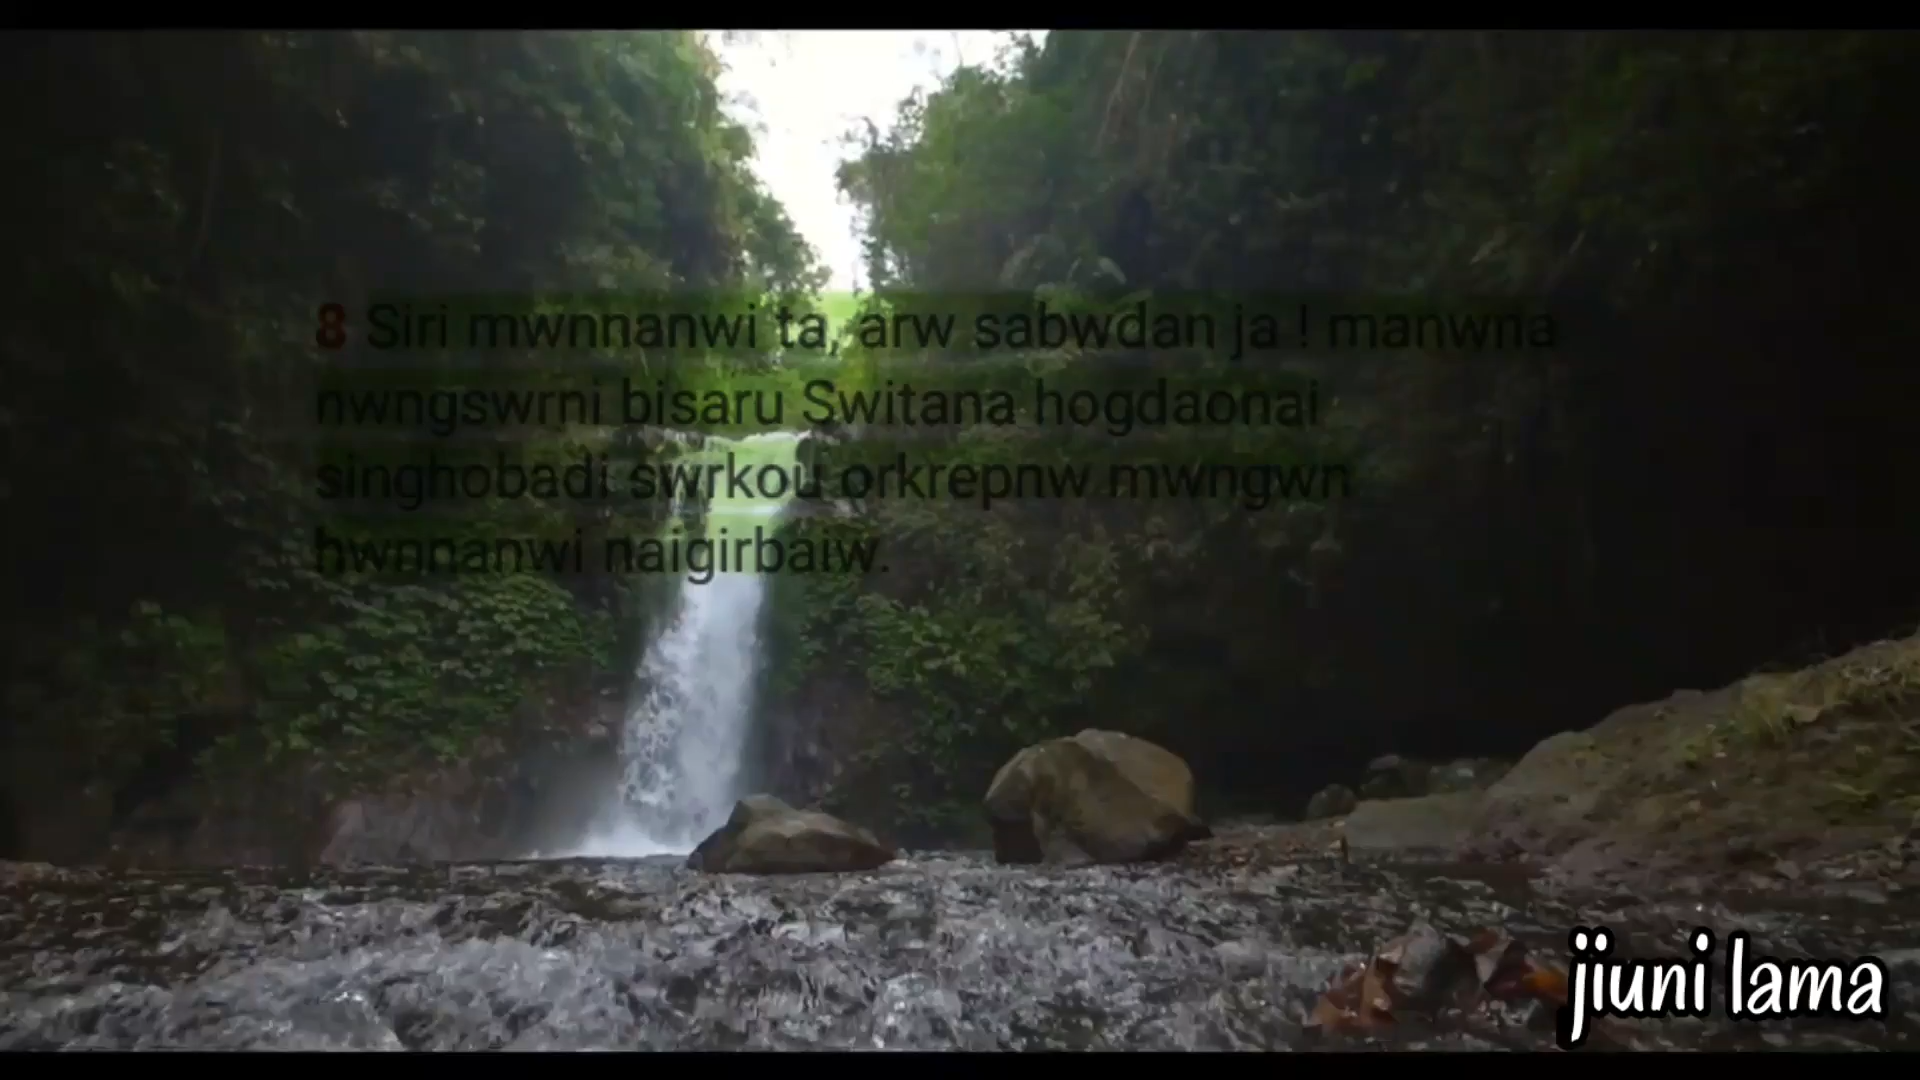 8 Siri mwnnanwi ta, arw sabwdan ja ! manwna
nwngswrni bisaru Switana hogdaonai
singhobadi swrkou orkrepnw mwngwn
hwnnanwi naigirbaiw.
jiuni lama